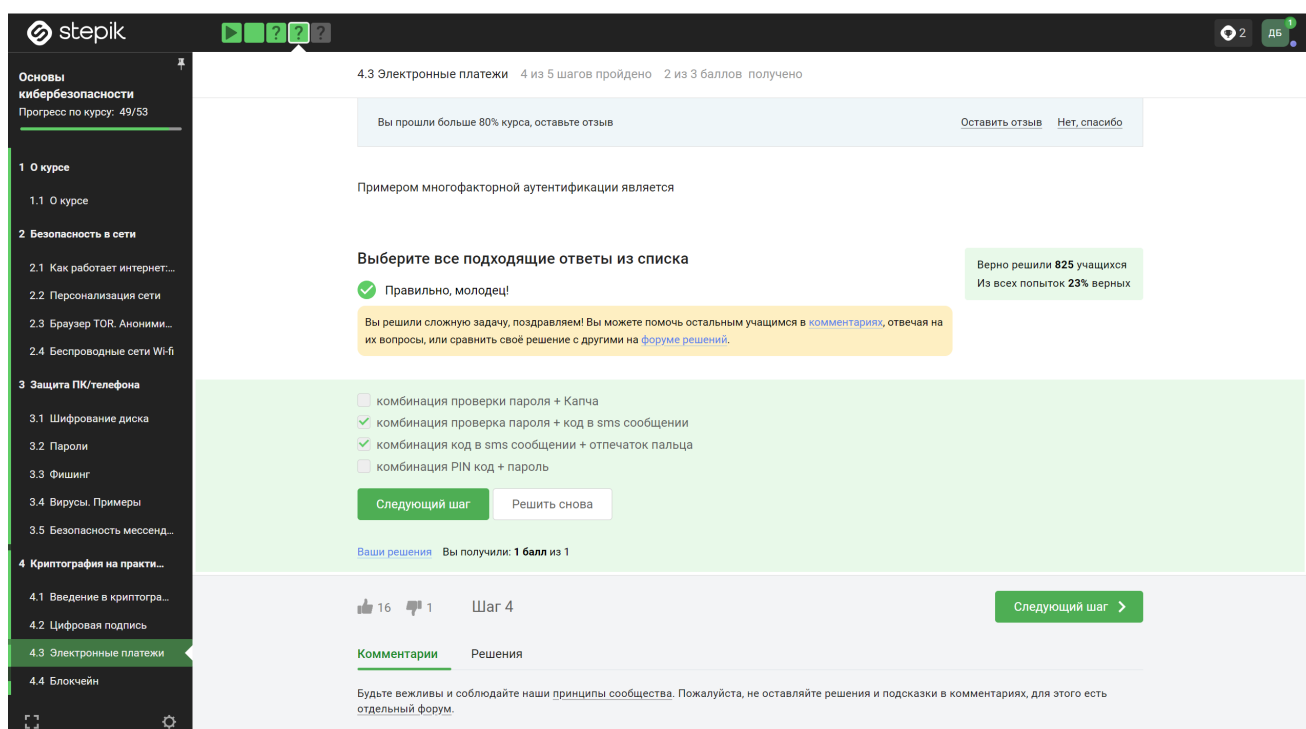 stepik
? ? ?
2
ДБ
1
Основы
кибербезопасности
Прогресс по курсу: 49/53
1 О курсе
1.1 О курсе
2 Безопасность в сети
2.1 Как работает интернет:...
2.2 Персонализация сети
2.3 Браузер TOR. Аноними...
2.4 Беспроводные сети Wi-fi
3 Защита ПК/телефона
3.1 Шифрование диска
3.2 Пароли
3.3 Фишинг
3.4 Вирусы. Примеры
3.5 Безопасность мессенд...
4 Криптография на практи...
4.1 Введение в криптогра...
4.2 Цифровая подпись
4.3 Электронные платежи
4.4 Блокчейн
4.3 Электронные платежи 4 из 5 шагов пройдено 2 из 3 баллов получено
Вы прошли больше 80% курса, оставьте отзыв Оставить отзыв Нет, спасибо
Примером многофакторной аутентификации является
Выберите все подходящие ответы из списка
Правильно, молодец!
Верно решили 825 учащихся
Из всех попыток 23% верных
Вы решили сложную задачу, поздравляем! Вы можете помочь остальным учащимся в комментариях, отвечая на
их вопросы, или сравнить своё решение с другими на форуме решений.
комбинация проверки пароля + Капча
комбинация проверка пароля + код в sms сообщении
комбинация код в sms сообщении + отпечаток пальца
комбинация PIN код + пароль
Следующий шаг Решить снова
Ваши решения Вы получили: 1 балл из 1
16 1 Шаг 4 Следующий шаг
Комментарии Решения
Будьте вежливы и соблюдайте наши принципы сообщества. Пожалуйста, не оставляйте решения и подсказки в комментариях, для этого есть
отдельный форум.